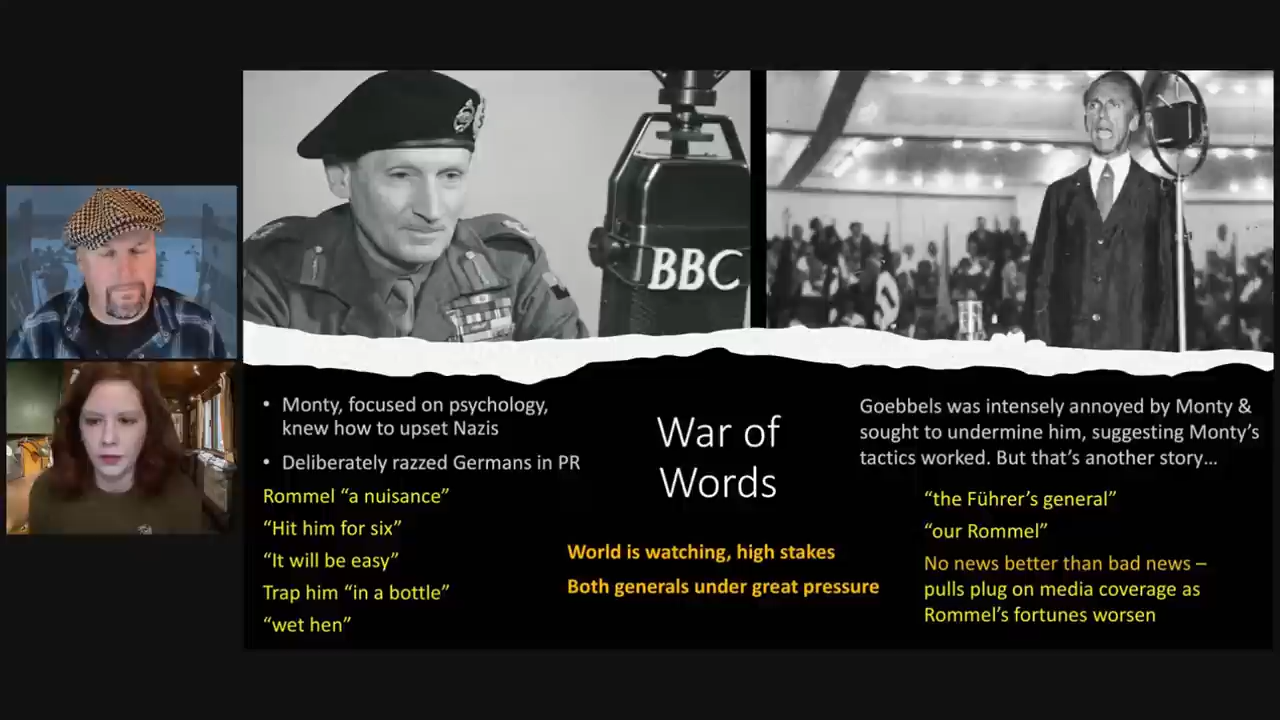 BBC
• Monty, focused on psychology,
knew how to upset Nazis
• Deliberately razzed Germans in PR
Rommel “a nuisance”
“Hit him for six”
“It will be easy”
Trap him “in a bottle”
“wet hen”
War of
Words
World is watching, high stakes
Both generals under great pressure
Goebbels was intensely annoyed by Monty &
sought to undermine him, suggesting Monty’s
tactics worked. But that’s another story…
“the Führer’s general”
“our Rommel”
No news better than bad news –
pulls plug on media coverage as
Rommel’s fortunes worsen